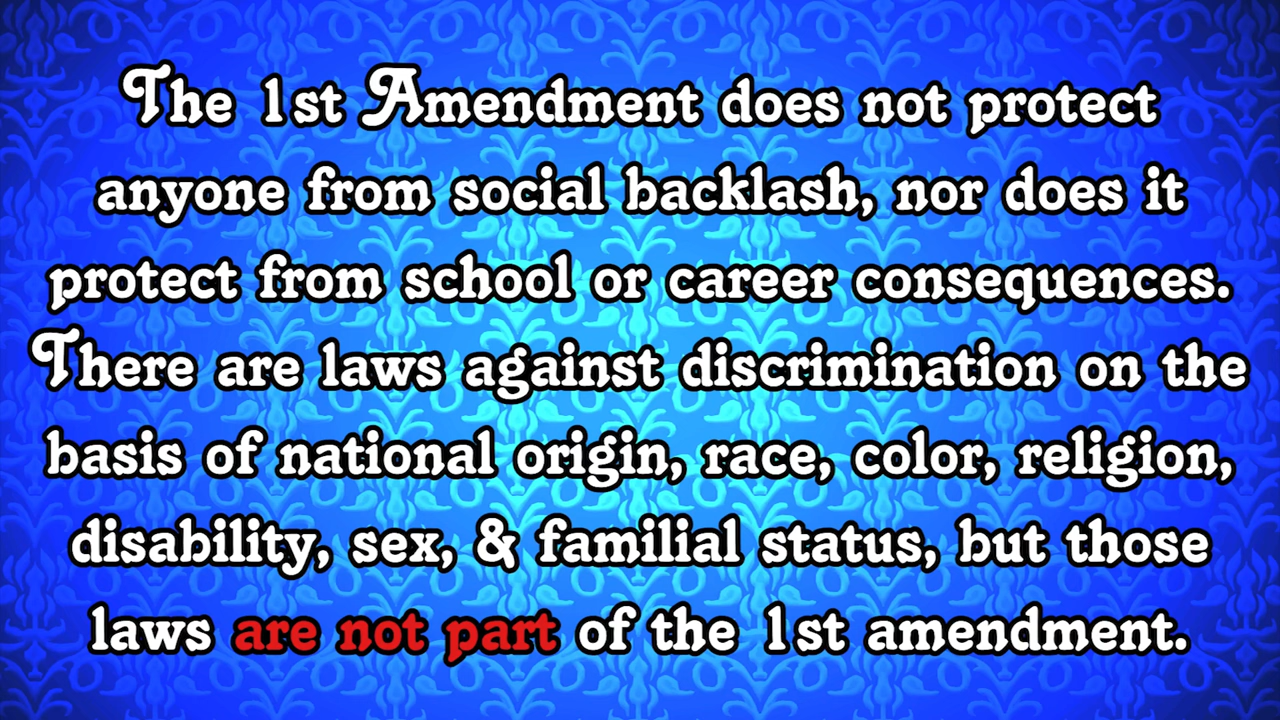 The 1st Amendment does not protect
anyone from social backlash, nor does it
protect from school or career consequences.
There are laws against discrimination on the
basis of national origin, race, color, religion,
disability, sex, & familial status, but those
laws are not part of the 1st amendment.